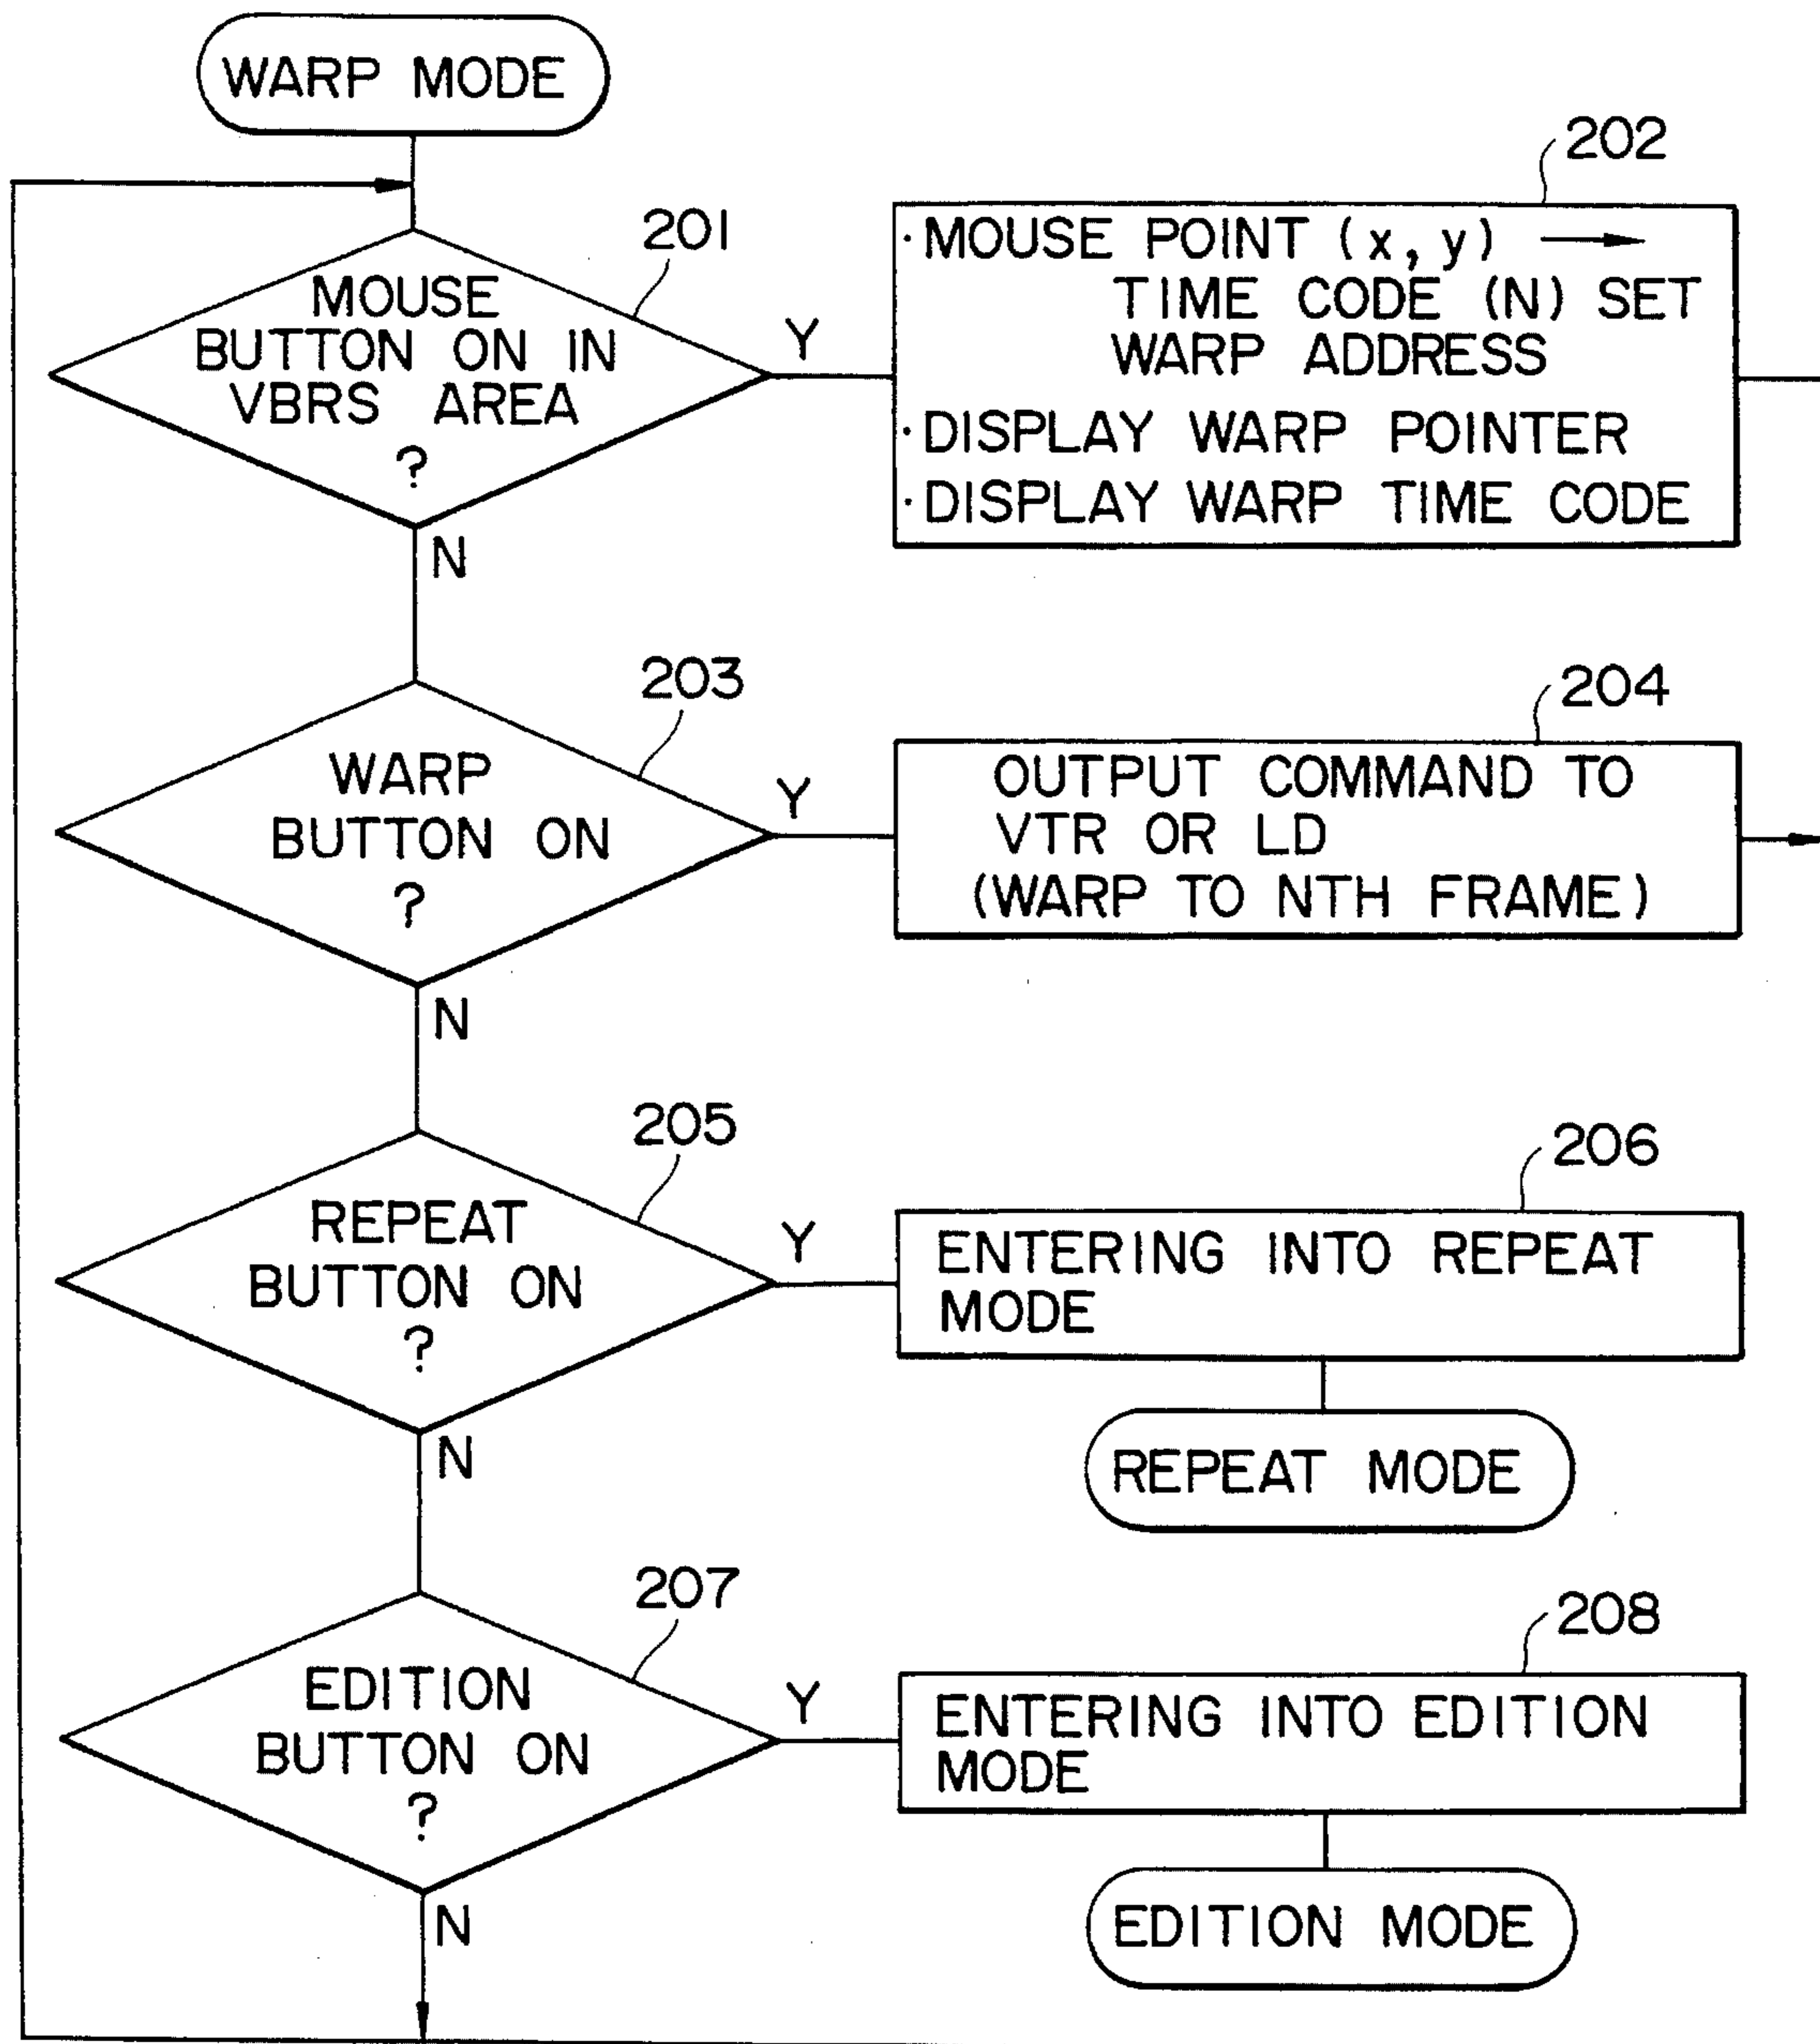 WARP MODE
201
MOUSE
BUTTON ON IN
VBRS AREA
?
Y
N
202
·MOUSE POINT (x, y) →
TIME CODE (N) SET
WARP ADDRESS
·DISPLAY WARP POINTER
·DISPLAY WARP TIME CODE
203
WARP
BUTTON ON
?
Y
N
204
OUTPUT COMMAND TO
VTR OR LD
(WARP TO NTH FRAME)
205
REPEAT
BUTTON ON
?
Y
N
206
ENTERING INTO REPEAT
MODE
REPEAT MODE
207
EDITION
BUTTON ON
?
Y
N
208
ENTERING INTO EDITION
MODE
EDITION MODE